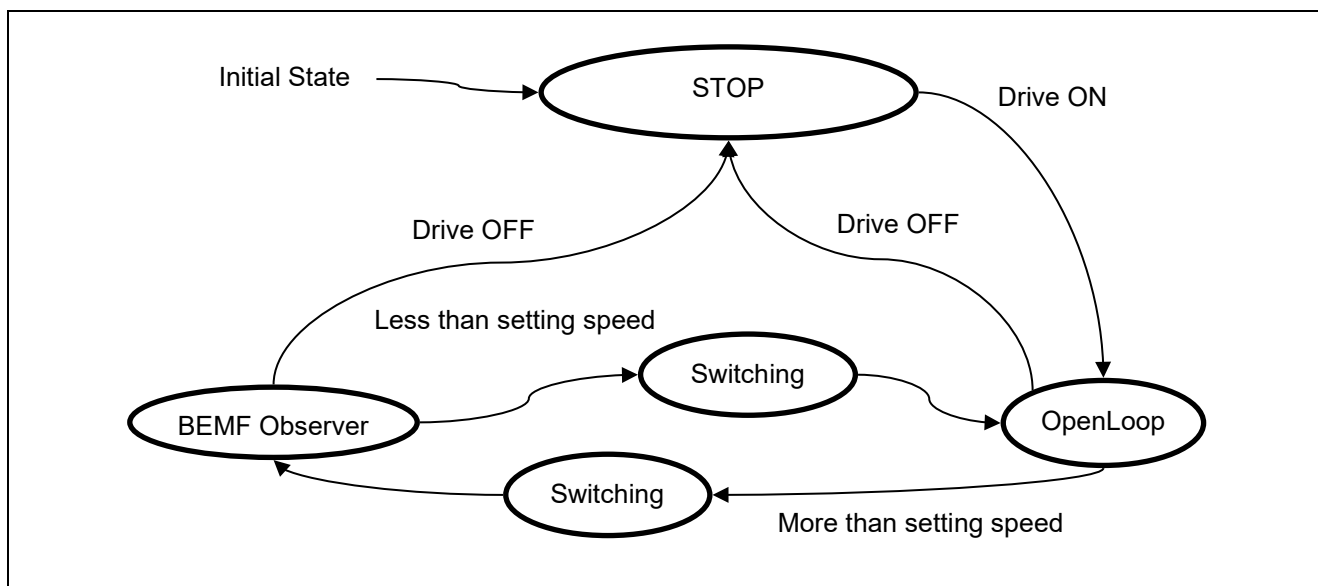 Initial State
STOP
Drive ON
Drive OFF
Drive OFF
Less than setting speed
Switching
BEMF Observer
OpenLoop
Switching
More than setting speed